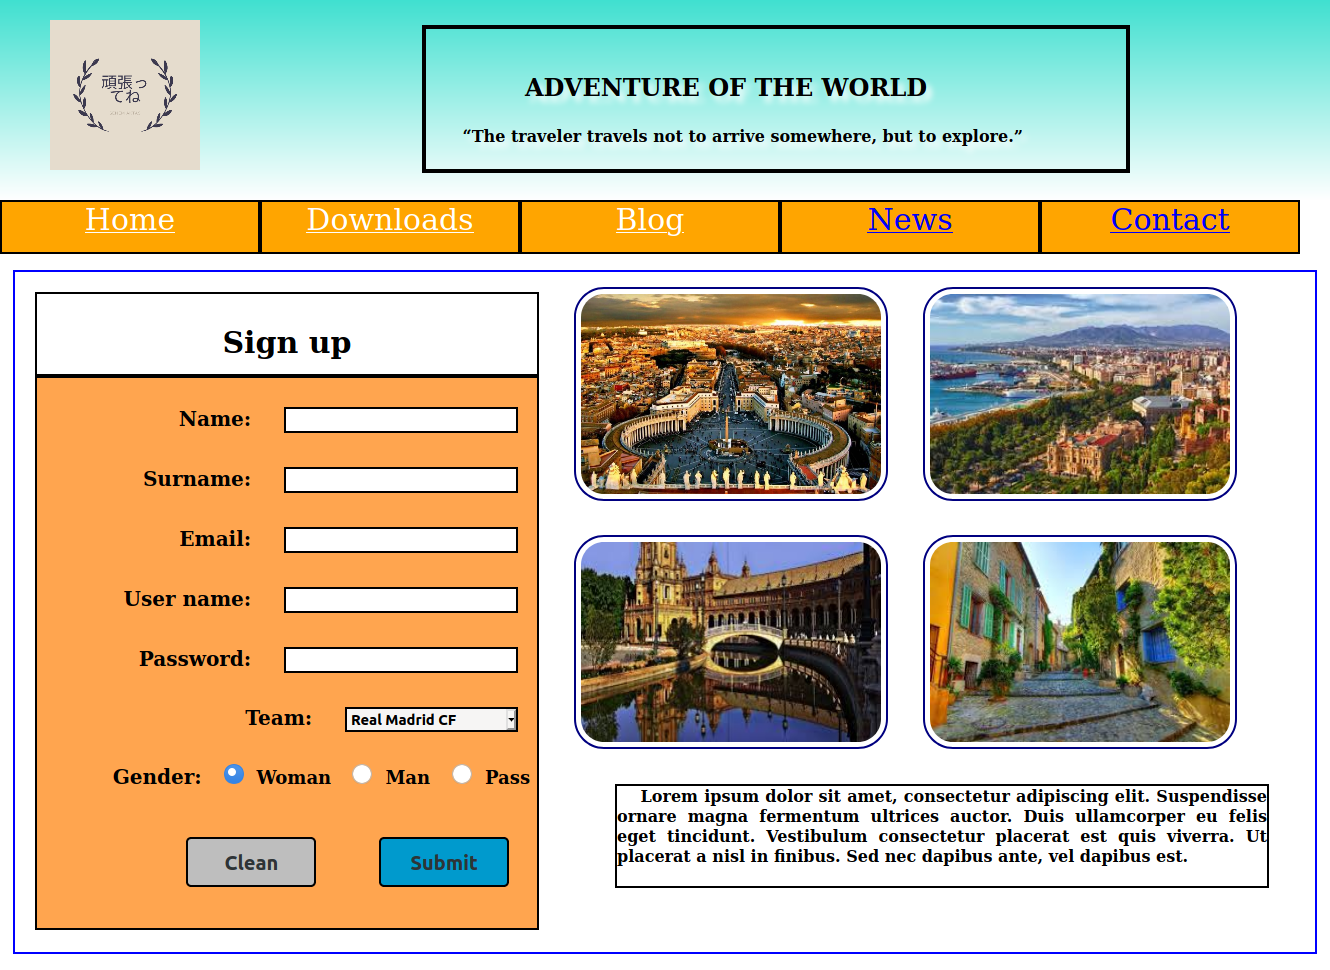 頑張っ
てね
ADVENTURE OF THE WORLD
“The traveler travels not to arrive somewhere, but to explore.”
Home Downloads Blog News Contact
Sign up
Name:
Surname:
Email:
User name:
Password:
Team: Real Madrid CF
Gender: Woman Man Pass
Clean Submit
Lorem ipsum dolor sit amet, consectetur adipiscing elit. Suspendisse
ornare magna fermentum ultrices auctor. Duis ullamcorper eu felis
eget tincidunt. Vestibulum consectetur placerat est quis viverra. Ut
placerat a nisl in finibus. Sed nec dapibus ante, vel dapibus est.